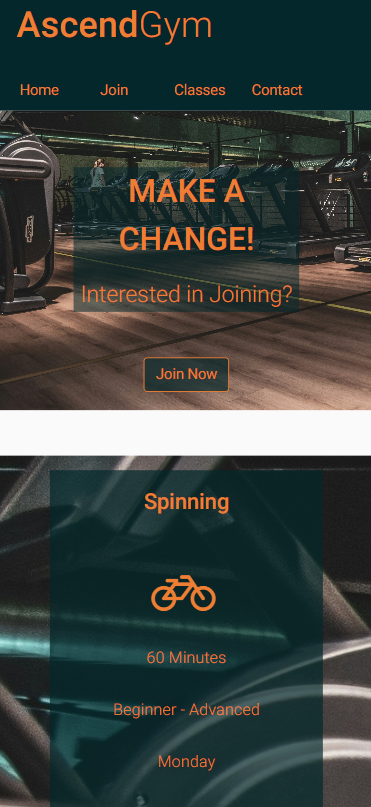 AscendGym
Home Join Classes Contact
MAKE A
CHANGE!
Interested in Joining?
Join Now
Spinning
60 Minutes
Beginner - Advanced
Monday